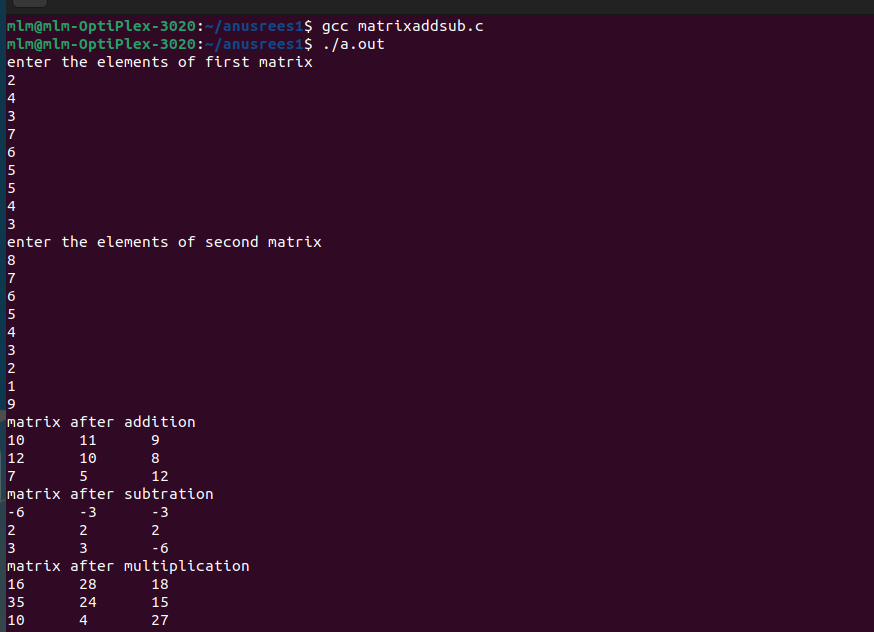 mlm@mlm-OptiPlex-3020:~/anusrees1$ gcc matrixaddsub.c
mlm@mlm-OptiPlex-3020:~/anusrees1$ ./a.out
enter the elements of first matrix
2
4
3
7
6
5
5
4
3
enter the elements of second matrix
8
7
6
5
4
3
2
1
9
matrix after addition
10 11 9
12 10 8
7 5 12
matrix after subtration
-6 -3 -3
2 2 2
3 3 -6
matrix after multiplication
16 28 18
35 24 15
10 4 27